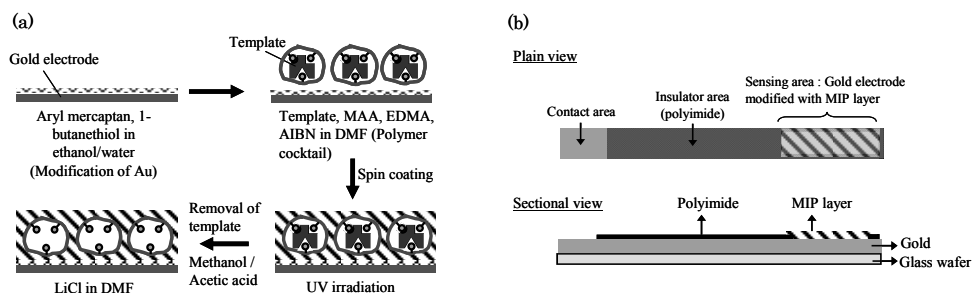 (a)
Gold electrode
Aryl mercaptan, 1-
butanethiol in
ethanol/water
(Modification of Au)
Template
Template, MAA, EDMA,
AIBN in DMF (Polymer
cocktail)
Spin coating
UV irradiation
Removal of
template
Methanol /
Acetic acid
LiCl in DMF
(b)
Plain view
Contact area
Insulator area
(polyimide)
Sensing area : Gold electrode
modified with MIP layer
Sectional view
Polyimide
MIP layer
Gold
Glass wafer